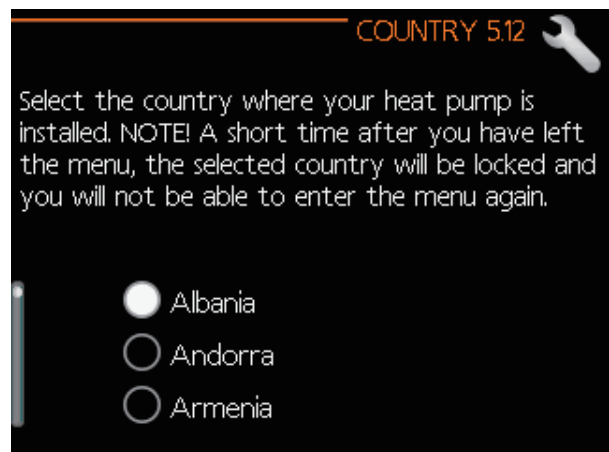 COUNTRY 5.12
Select the country where your heat pump is
installed. NOTE! A short time after you have left
the menu, the selected country will be locked and
you will not be able to enter the menu again.
Albania
Andorra
Armenia